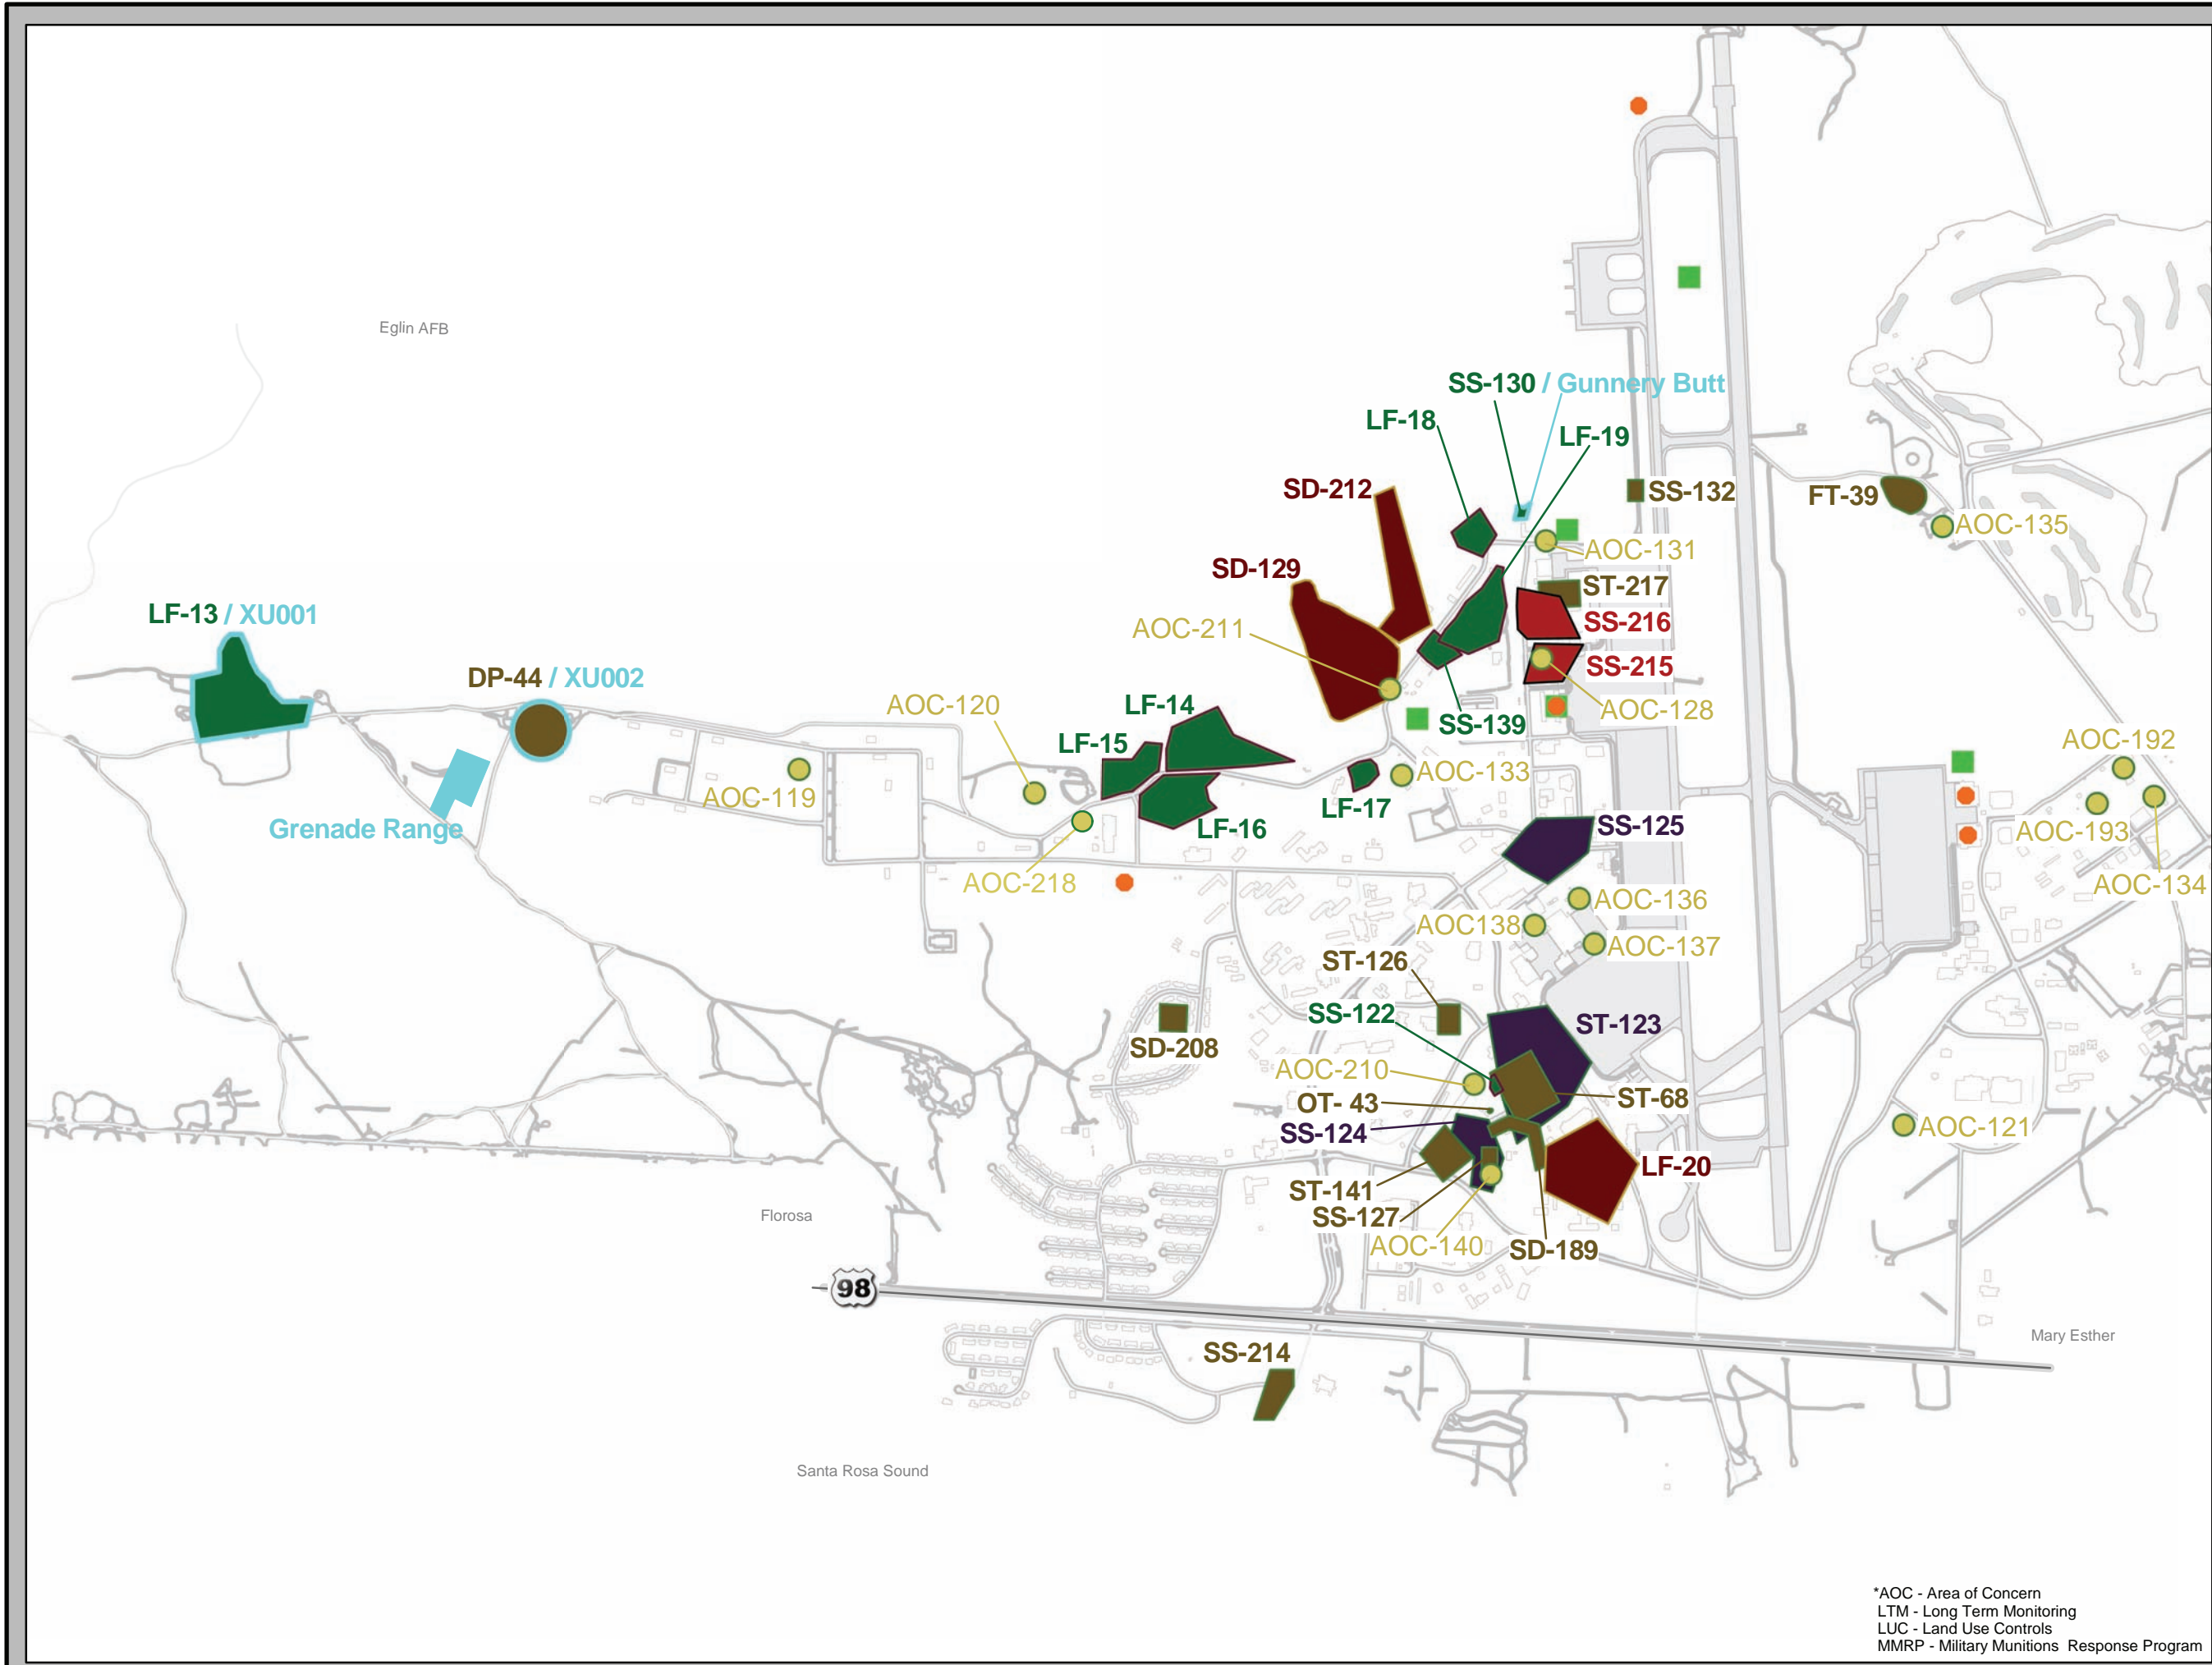 Eglin AFB
SS-130 / Gunnery Butt
LF-18
LF-19
SD-212
SS-132
FT-39
AOC-135
AOC-131
SD-129
ST-217
LF-13 / XU001
AOC-211
SS-216
SS-215
DP-44 / XU002
AOC-120
LF-14
AOC-128
SS-139
LF-15
AOC-192
AOC-119
AOC-133
LF-17
Grenade Range
LF-16
SS-125
AOC-193
AOC-218
AOC-134
AOC-136
AOC138
AOC-137
ST-126
SS-122
ST-123
SD-208
AOC-210
ST-68
OT- 43
SS-124
AOC-121
LF-20
ST-141
SS-127
Florosa
AOC-140
SD-189
98
Mary Esther
SS-214
Santa Rosa Sound
*AOC - Area of Concern
LTM - Long Term Monitoring
LUC - Land Use Controls
MMRP - Military Munitions Response Program